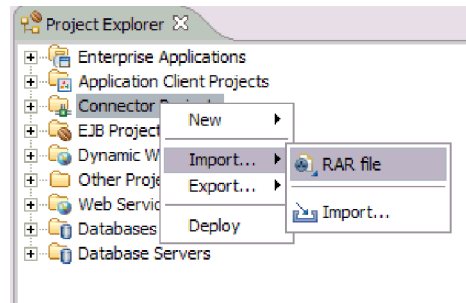 Project Explorer
Enterprise Applications
Application Client Projects
Connector
EJB Project
Dynamic W
Other Proje
Web Servic
Databases
Database Servers
New
Import...
Export...
Deploy
RAR file
Import...